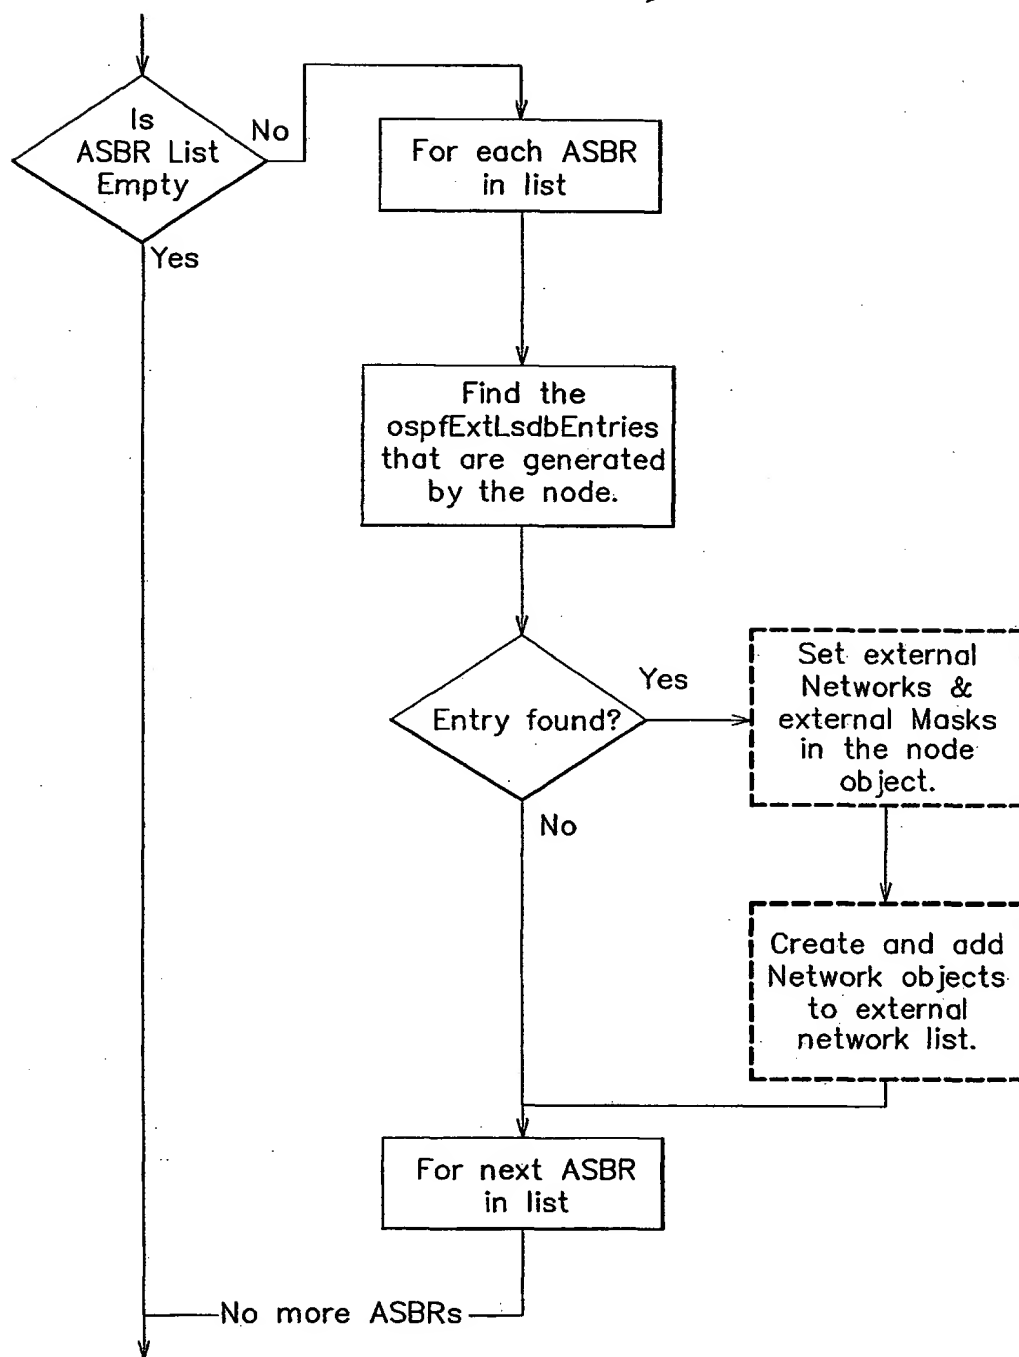 Is
ASBR List
Empty
No
Yes
For each ASBR
in list
Find the
ospfExtLsdbEntries
that are generated
by the node.
Entry found?
Yes
No
Set external
Networks &
external Masks
in the node
object.
Create and add
Network objects
to external
network list.
For next ASBR
in list
No more ASBRs